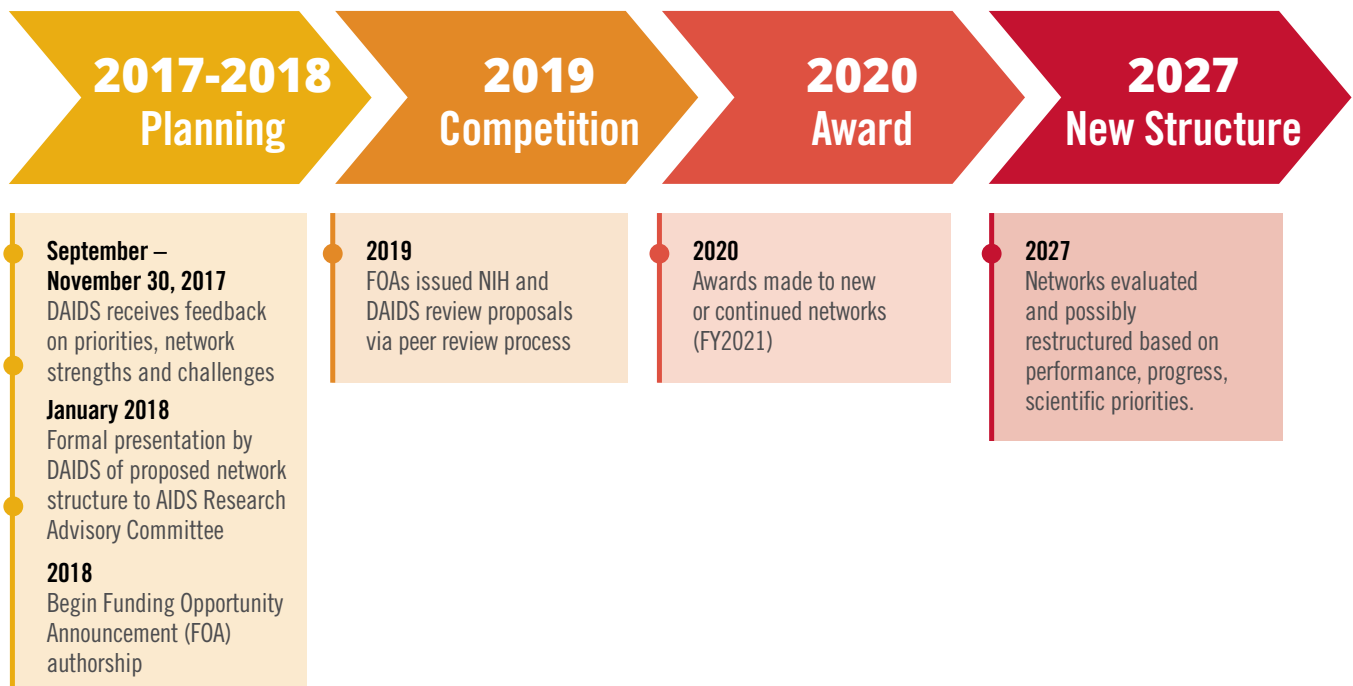 2017-2018
Planning
2019
Competition
2020
Award
2027
New Structure
September –
November 30, 2017
DAIDS receives feedback
on priorities, network
strengths and challenges
January 2018
Formal presentation by
DAIDS of proposed network
structure to AIDS Research
Advisory Committee
2018
Begin Funding Opportunity
Announcement (FOA)
authorship
2019
FOAs issued NIH and
DAIDS review proposals
via peer review process
2020
Awards made to new
or continued networks
(FY2021)
2027
Networks evaluated
and possibly
restructured based on
performance, progress,
scientific priorities.